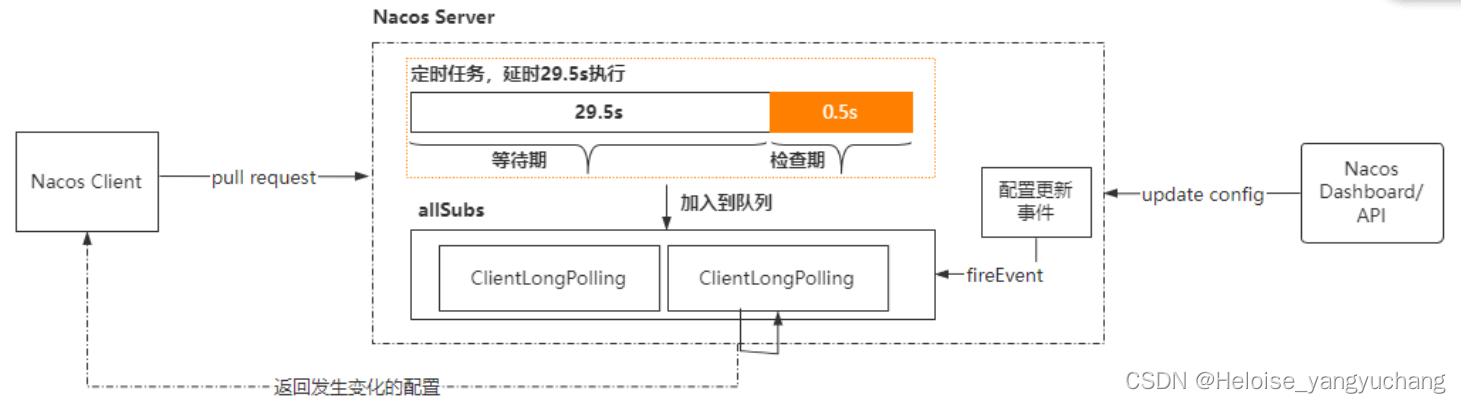 Nacos Server
定时任务，延时29.5s执行
29.5s
0.5s
等待期
检查期
Nacos Client
pull request
加入到队列
allSubs
ClientLongPolling
ClientLongPolling
配置更新
事件
fireEvent
update config
Nacos
Dashboard/
API
返回发生变化的配置
CSDN @Heloise_yangyuchang